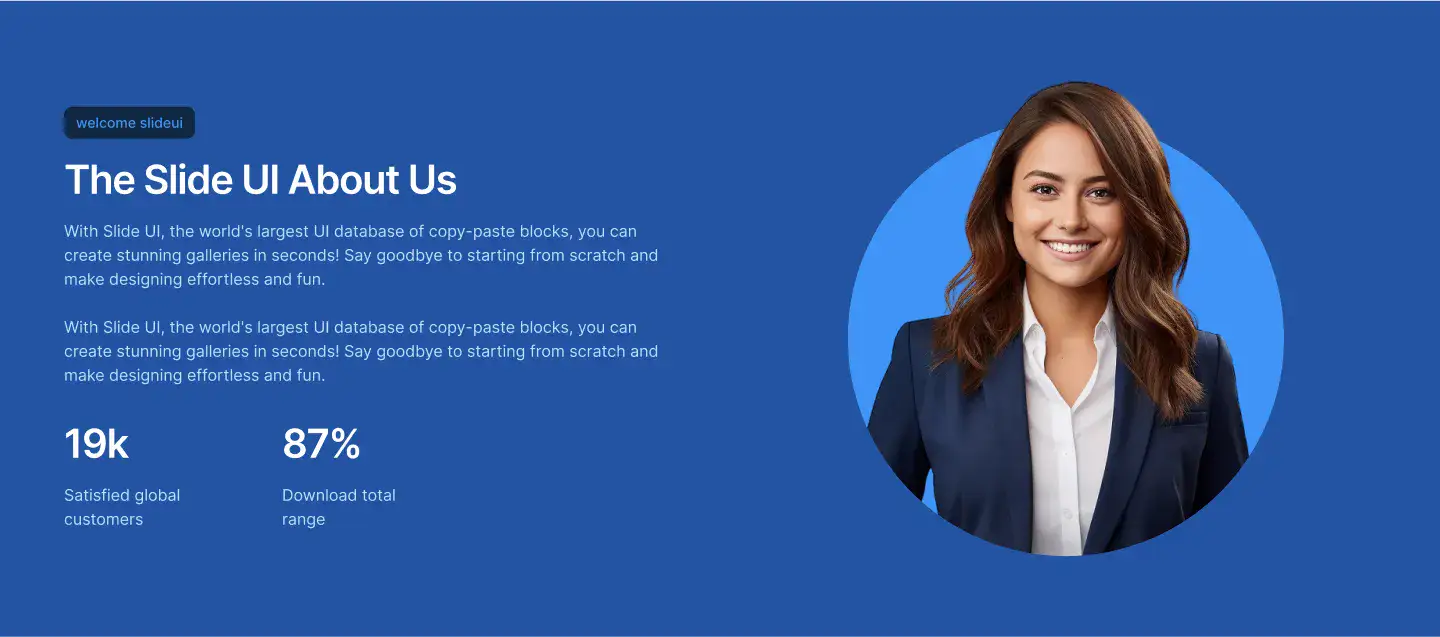 welcome slideui
The Slide UI About Us
With Slide UI, the world's largest UI database of copy-paste blocks, you can
create stunning galleries in seconds! Say goodbye to starting from scratch and
make designing effortless and fun.
With Slide UI, the world's largest UI database of copy-paste blocks, you can
create stunning galleries in seconds! Say goodbye to starting from scratch and
make designing effortless and fun.
19k
Satisfied global
customers
87%
Download total
range